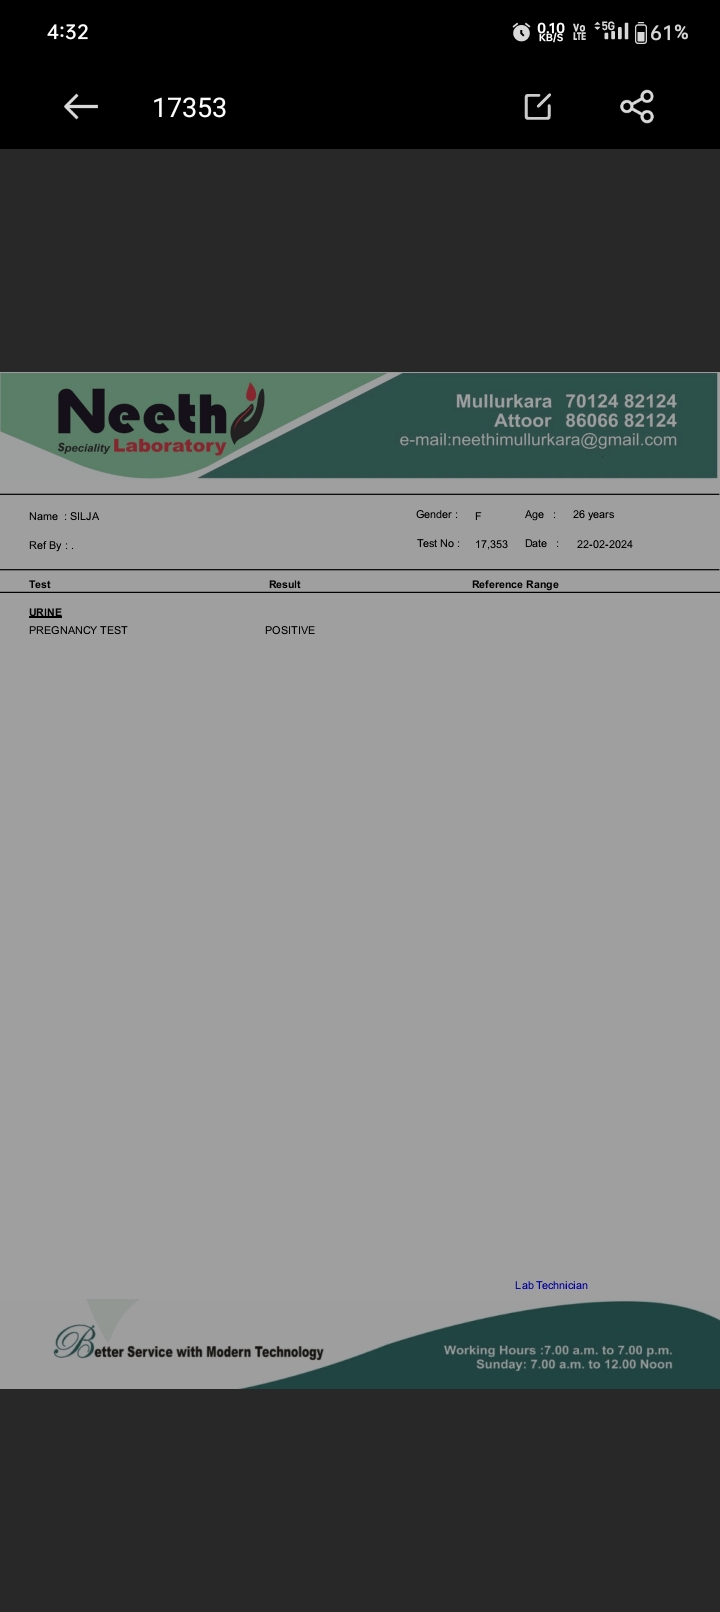 4:32
0.10 KB/S Vo LTE 5G 61%
17353
Neethi
Speciality Laboratory
Mullurkara 70124 82124
Attoor 86066 82124
e-mail:neethimullurkara@gmail.com
Name : SILJA
Gender : F Age : 26 years
Ref By : .
Test No : 17,353 Date : 22-02-2024
Test Result Reference Range
URINE
PREGNANCY TEST POSITIVE
Lab Technician
Better Service with Modern Technology
Working Hours :7.00 a.m. to 7.00 p.m.
Sunday: 7.00 a.m. to 12.00 Noon